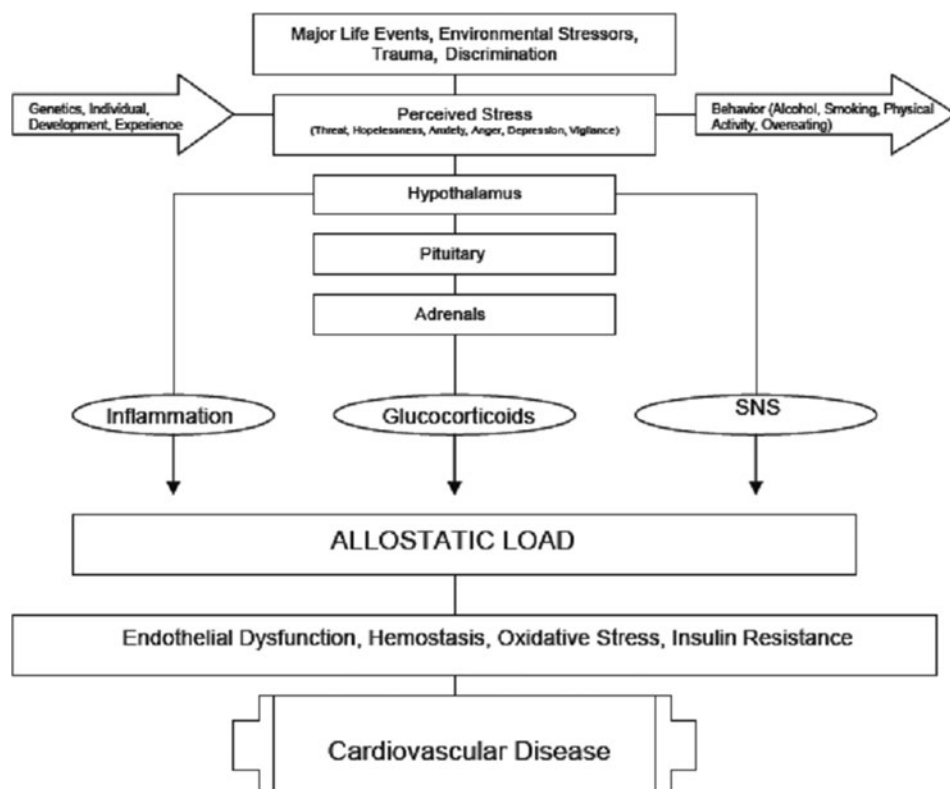 Major Life Events, Environmental Stressors,
Trauma, Discrimination
Genetics, Individual,
Development, Experience
Perceived Stress
(Threat, Hopelessness, Anxiety, Anger, Depression, Vigilance)
Behavior (Alcohol, Smoking, Physical
Activity, Overeating)
Hypothalamus
Pituitary
Adrenals
Inflammation
Glucocorticoids
SNS
ALLOSTATIC LOAD
Endothelial Dysfunction, Hemostasis, Oxidative Stress, Insulin Resistance
Cardiovascular Disease